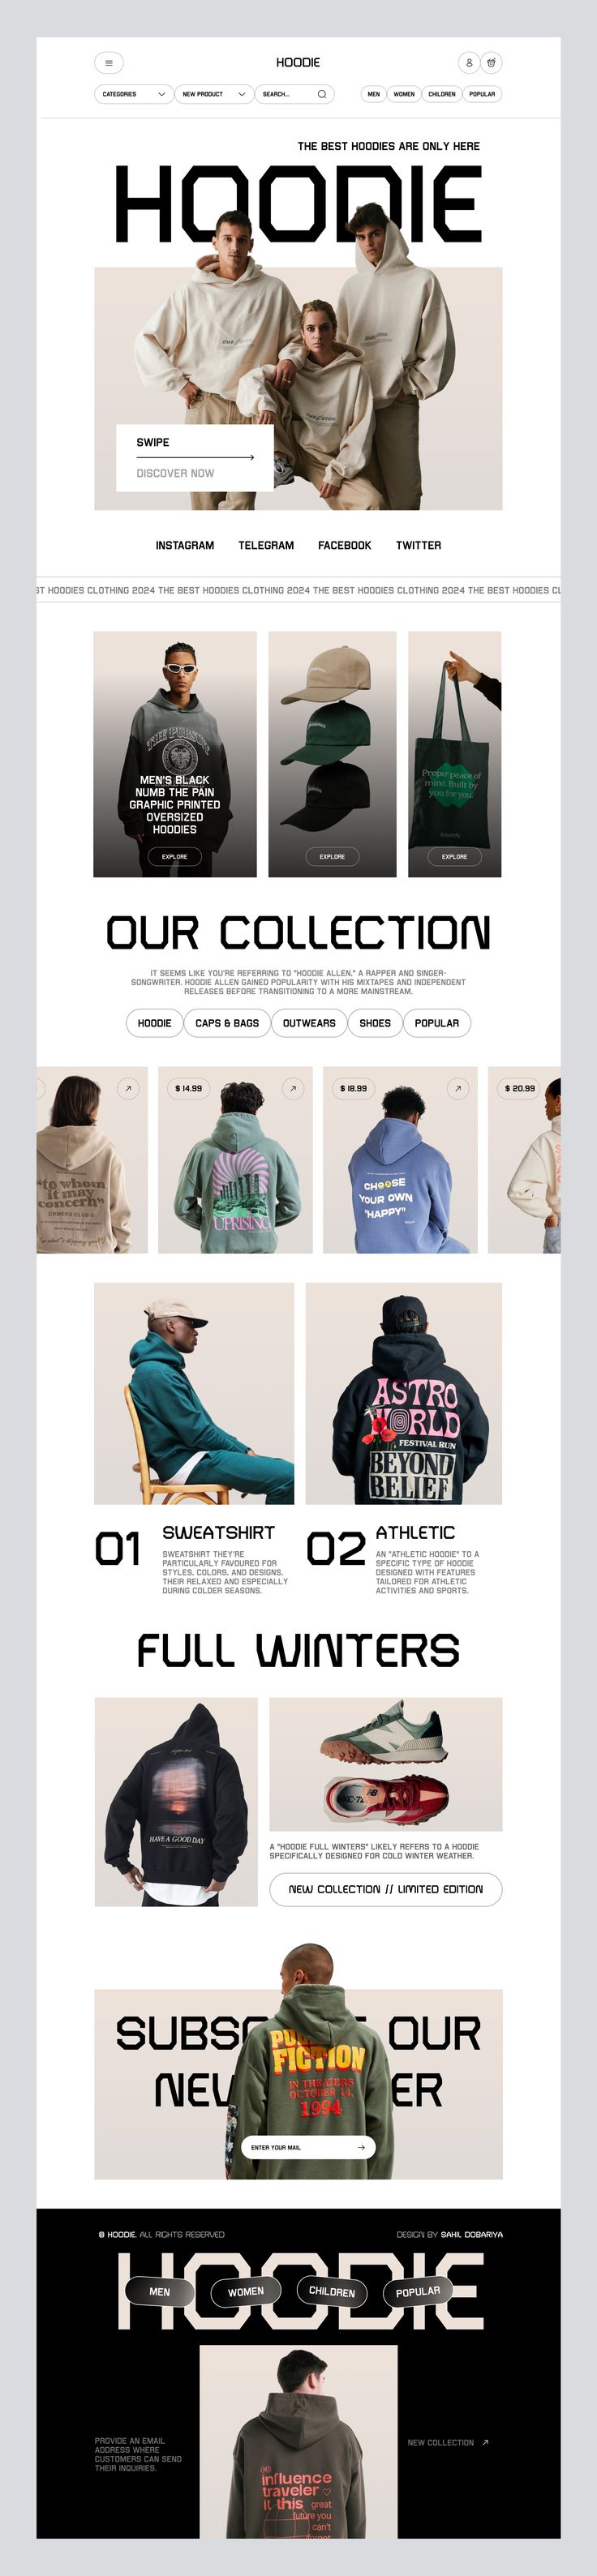 HOODIE
CATEGORIES
NEW PRODUCT
SEARCH...
MEN
WOMEN
CHILDREN
POPULAR
THE BEST HOODIES ARE ONLY HERE
HOODIE
SWIPE
DISCOVER NOW
INSTAGRAM TELEGRAM FACEBOOK TWITTER
ST HOODIES CLOTHING 2024 THE BEST HOODIES CLOTHING 2024 THE BEST HOODIES CLOTHING 2024 THE BEST HOODIES CL
MEN'S BLACK
NUMB THE PAIN
GRAPHIC PRINTED
OVERSIZED
HOODIES
EXPLORE
EXPLORE
Proper peace of
mind. Built by
you for you.
EXPLORE
OUR COLLECTION
IT SEEMS LIKE YOU'RE REFERRING TO "HOODIE ALLEN," A RAPPER AND SINGER-
SONGWRITER. HOODIE ALLEN GAINED POPULARITY WITH HIS MIXTAPES AND INDEPENDENT
RELEASES BEFORE TRANSITIONING TO A MORE MAINSTREAM.
HOODIE
CAPS & BAGS
OUTWEARS
SHOES
POPULAR
"to whom
it may
concern"
$ 14.99
UPRISING
$ 18.99
CHOOSE
YOUR OWN
"HAPPY"
$ 20.99
ASTRO
WORLD
FESTIVAL RUN
BEYOND
BELIEF
01
SWEATSHIRT
SWEATSHIRT THEY'RE
PARTICULARLY FAVOURED FOR
STYLES, COLORS, AND DESIGNS,
THEIR RELAXED AND ESPECIALLY
DURING COLDER SEASONS.
02
ATHLETIC
AN "ATHLETIC HOODIE" TO A
SPECIFIC TYPE OF HOODIE
DESIGNED WITH FEATURES
TAILORED FOR ATHLETIC
ACTIVITIES AND SPORTS.
FULL WINTERS
HAVE A GOOD DAY
A "HOODIE FULL WINTERS" LIKELY REFERS TO A HOODIE
SPECIFICALLY DESIGNED FOR COLD WINTER WEATHER.
NEW COLLECTION // LIMITED EDITION
OUR
FICTION
IN THEATERS
OCTOBER 14,
1994
ENTER YOUR MAIL
© HOODIE. ALL RIGHTS RESERVED
DESIGN BY SAHIL DOBARIYA
HOODIE
MEN
WOMEN
CHILDREN
POPULAR
PROVIDE AN EMAIL
ADDRESS WHERE
CUSTOMERS CAN SEND
THEIR INQUIRIES.
NEW COLLECTION
influence
traveler
it this great
future you
can't